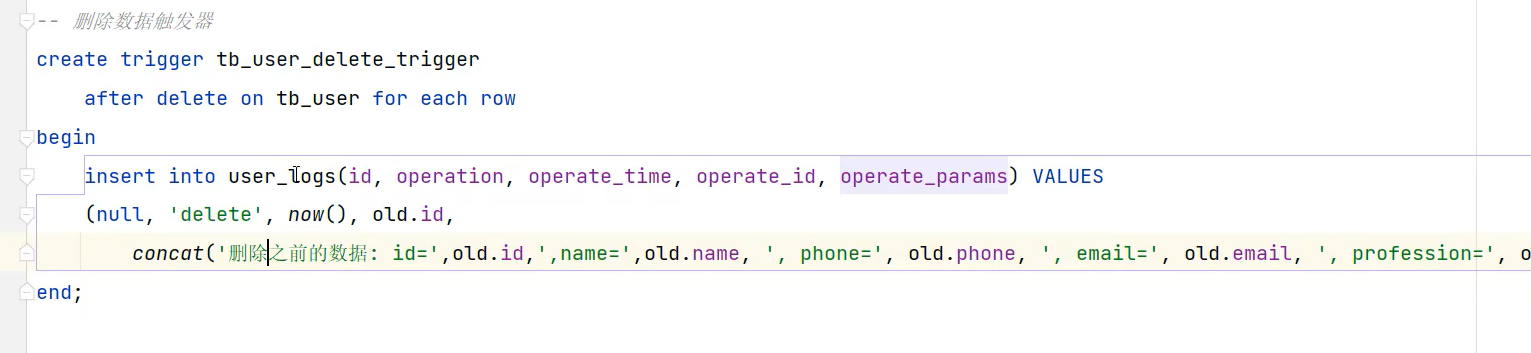 -- 删除数据触发器
create trigger tb_user_delete_trigger
after delete on tb_user for each row
begin
insert into user_logs(id, operation, operate_time, operate_id, operate_params) VALUES
(null, 'delete', now(), old.id,
concat('删除之前的数据: id=',old.id,',name=',old.name, ', phone=', old.phone, ', email=', old.email, ', profession=', o
end;